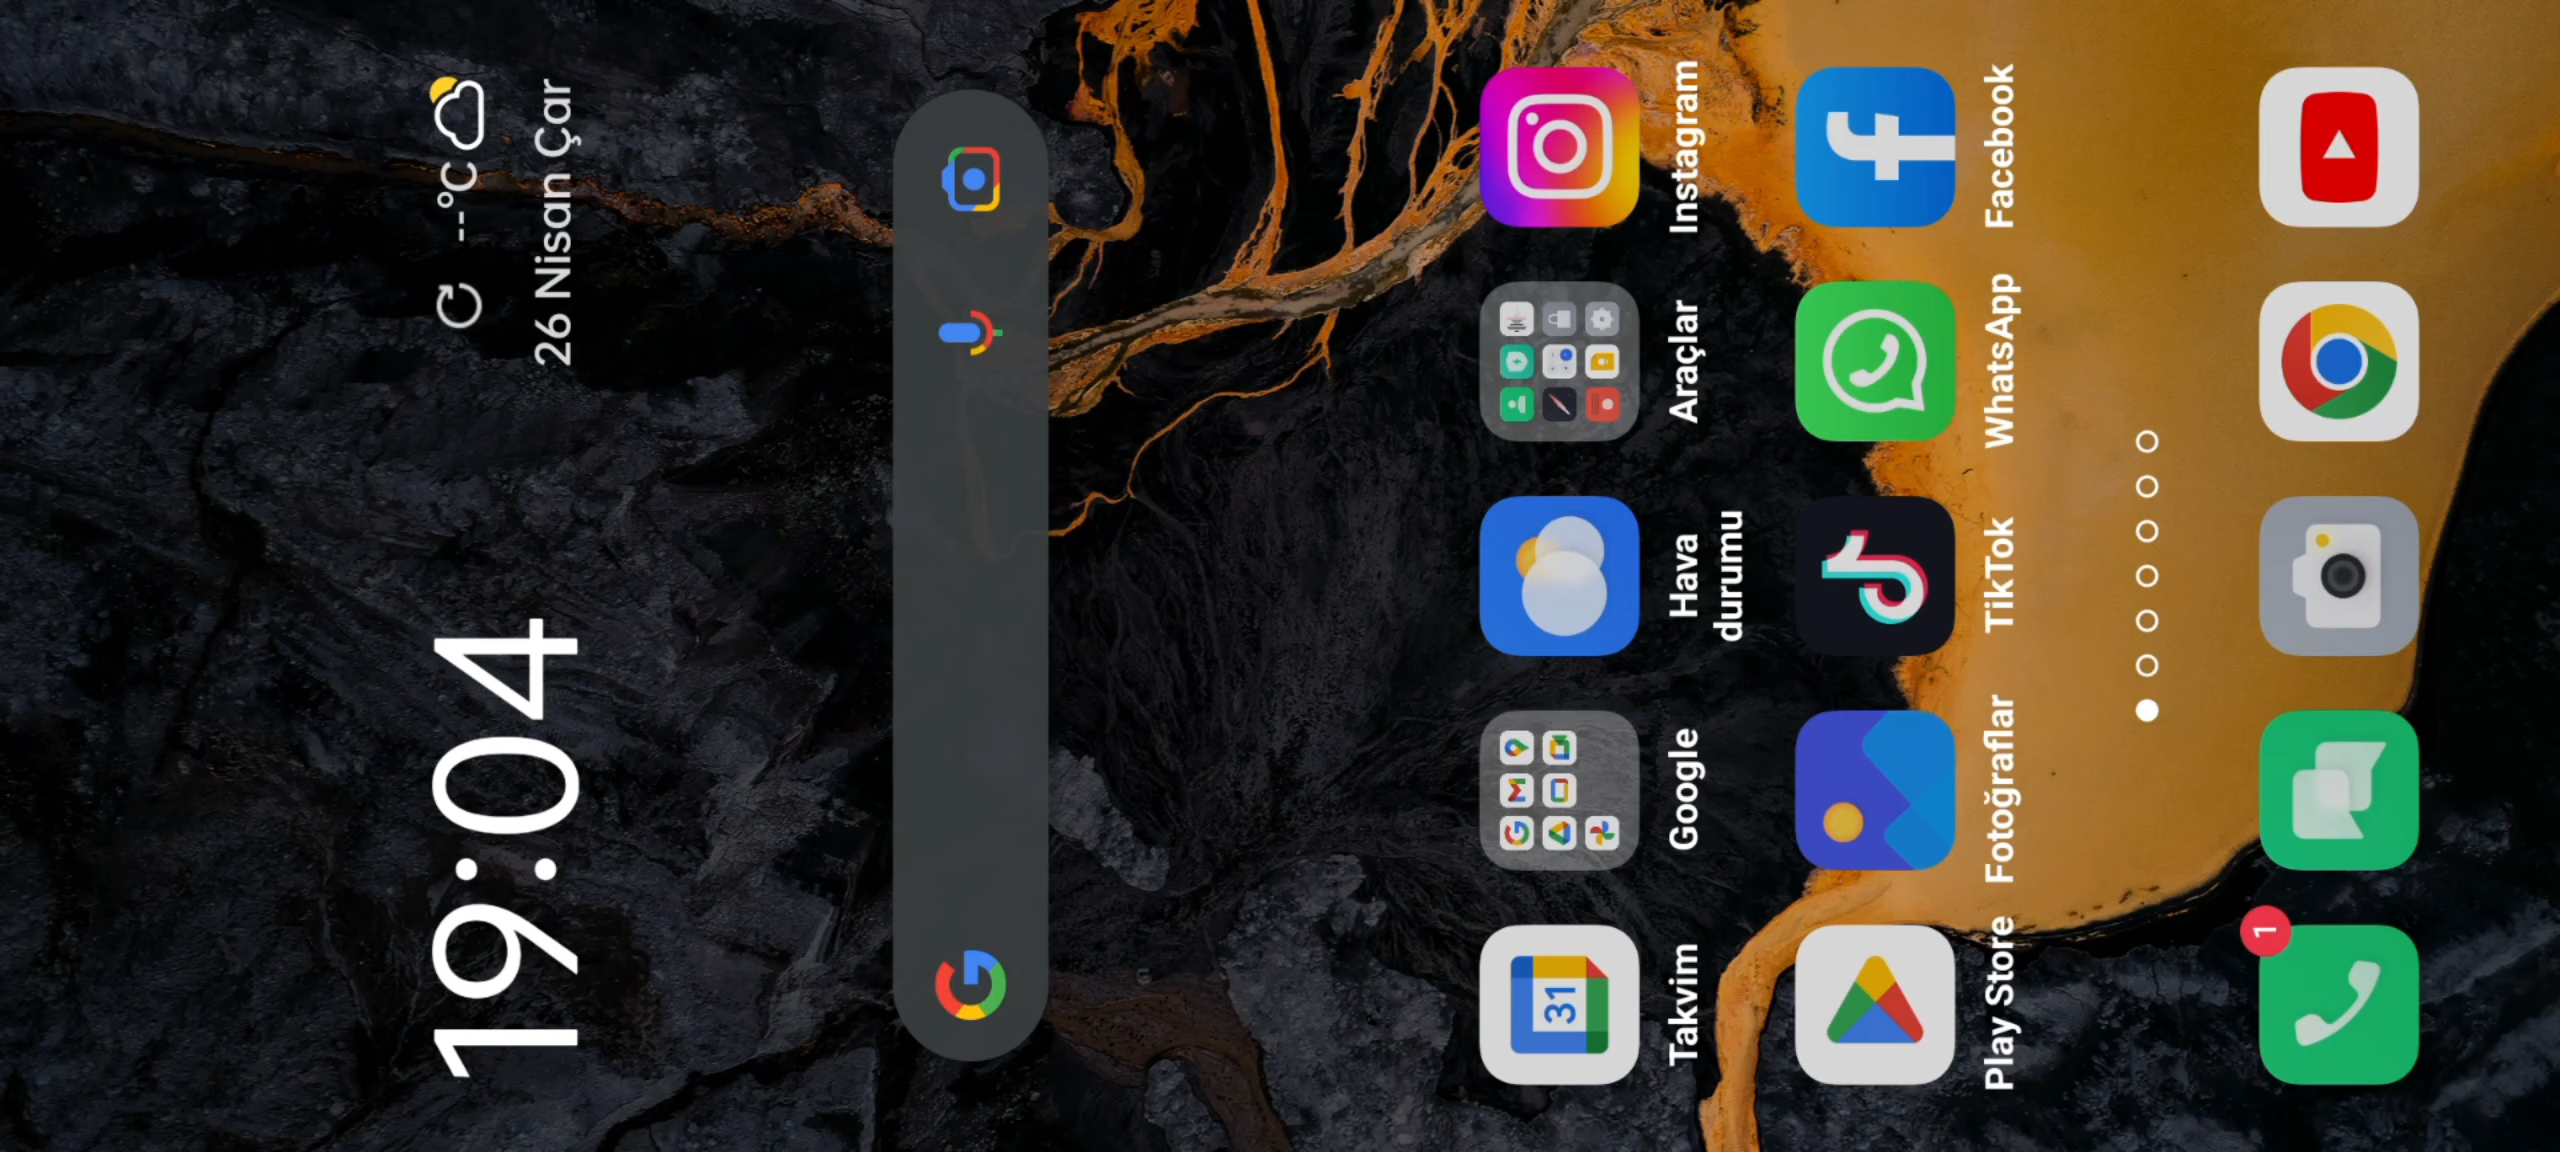 19:04
--°C
26 Nisan Çar
31
Takvim
Google
Hava
durumu
Araçlar
Instagram
Play Store
Fotoğraflar
TikTok
WhatsApp
Facebook
1